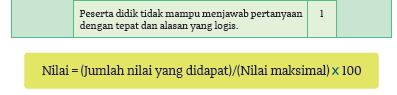 Peserta didik tidak mampu menjawab pertanyaan 1
dengan tepat dan alasan yang logis.
Nilai = (Jumlah nilai yang didapat)/(Nilai maksimal) x 100